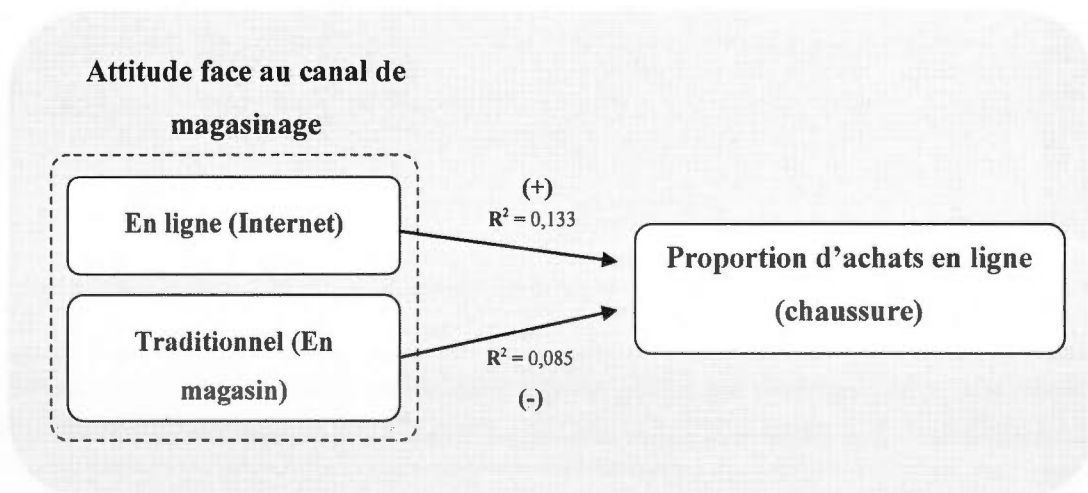 Attitude face au canal de
magasinage
En ligne (Internet)
(+)
R² = 0,133
Traditionnel (En
magasin)
R² = 0,085
(-)
Proportion d’achats en ligne
(chaussure)